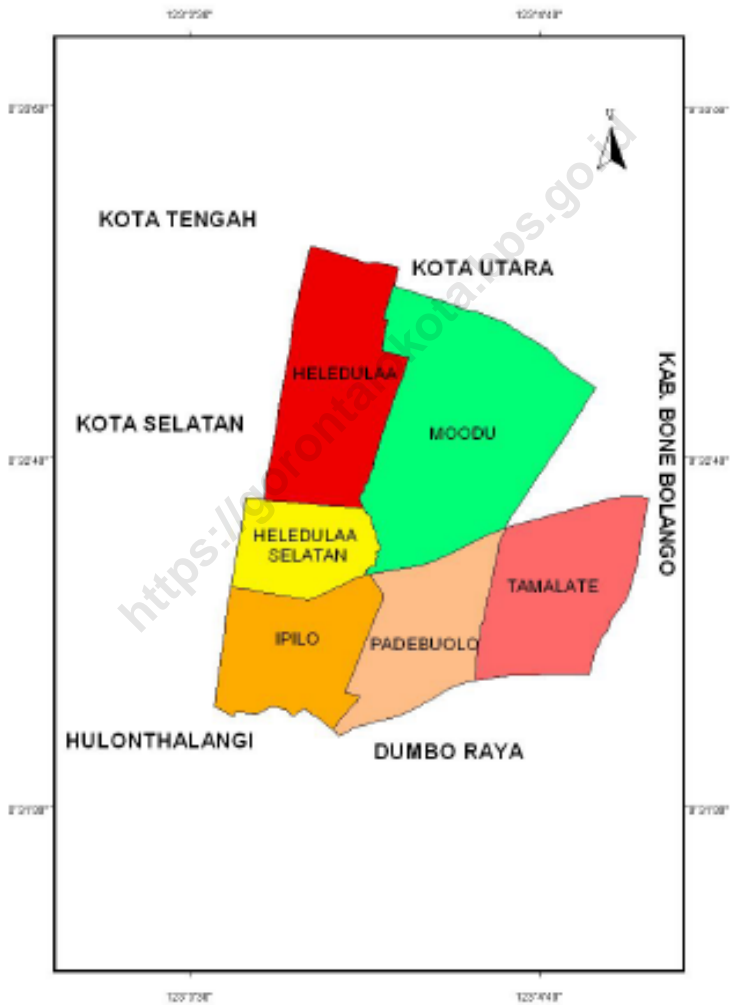 KOTA TENGAH
KOTA UTARA
HELEDULAA
KOTA SELATAN
MOODU
KAB. BONE BOLANGO
HELEDULAA
SELATAN
TAMALATE
IPILO
PADEBUOLO
HULONTHALANGI
DUMBO RAYA
https://gorontalokota.bps.go.id